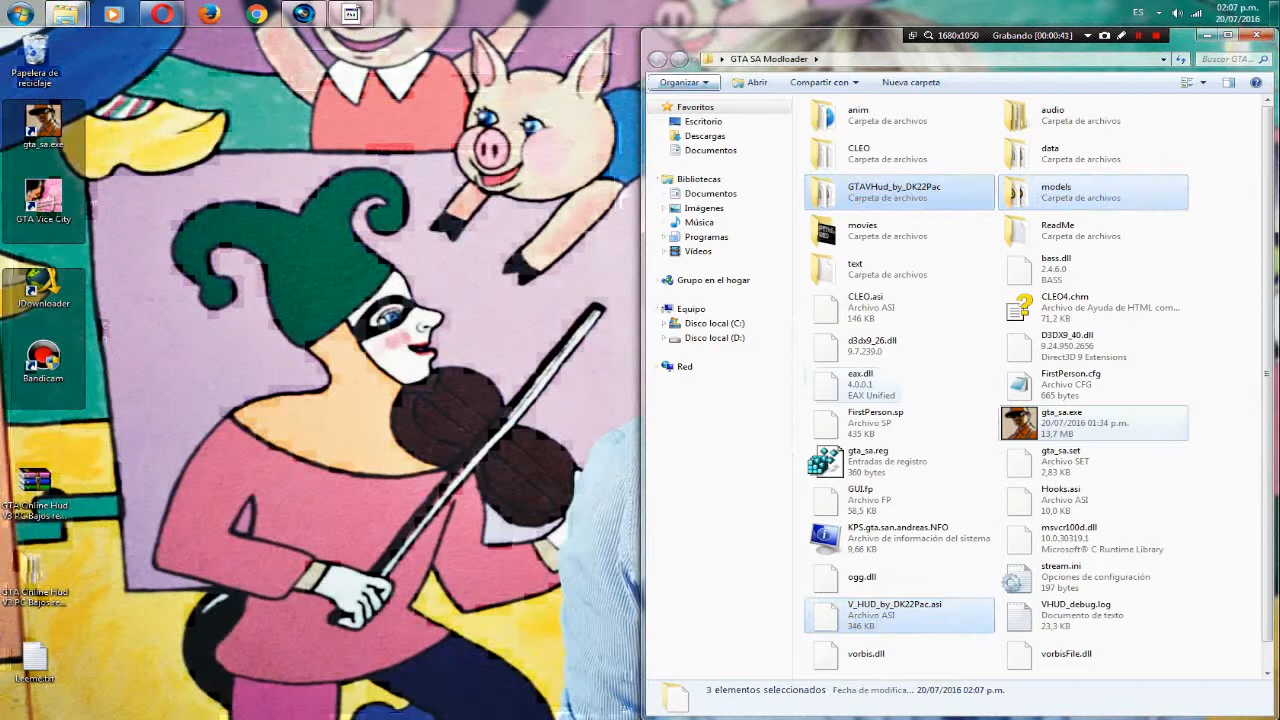 ES
02:07 p.m.
20/07/2016
1680x1050
Grabando [00:00:41]
GTA SA Modloader
Buscar GTA...
Organizar
Abrir
Compartir con
Nueva carpeta
Papelera de
reciclaje
gta_sa.exe
GTA Vice City
JDownloader
Bandicam
GTA Online Hud
V3 PC Bajos re...
GTA Online Hud
V3 PC Bajos re...
Leeme.txt
Favoritos
Escritorio
Descargas
Documentos
Bibliotecas
Documentos
Imágenes
Música
Programas
Vídeos
Grupo en el hogar
Equipo
Disco local (C:)
Disco local (D:)
Red
anim
Carpeta de archivos
audio
Carpeta de archivos
CLEO
Carpeta de archivos
data
Carpeta de archivos
GTAVHud_by_DK22Pac
Carpeta de archivos
models
Carpeta de archivos
movies
Carpeta de archivos
ReadMe
Carpeta de archivos
text
Carpeta de archivos
bass.dll
2.4.6.0
BASS
CLEO.asi
Archivo ASI
146 KB
CLEO4.chm
Archivo de Ayuda de HTML com...
71,2 KB
d3dx9_26.dll
9.7.239.0
D3DX9_40.dll
9.24.950.2656
Direct3D 9 Extensions
eax.dll
4.0.0.1
EAX Unified
FirstPerson.cfg
Archivo CFG
665 bytes
FirstPerson.sp
Archivo SP
435 KB
gta_sa.exe
20/07/2016 01:34 p.m.
13,7 MB
gta_sa.reg
Entradas de registro
360 bytes
gta_sa.set
Archivo SET
2,83 KB
GUI.fp
Archivo FP
58,5 KB
Hooks.asi
Archivo ASI
10,0 KB
KPS.gta.san.andreas.NFO
Archivo de información del sistema
9,66 KB
msvcr100d.dll
10.0.30319.1
Microsoft® C Runtime Library
ogg.dll
stream.ini
Opciones de configuración
197 bytes
V_HUD_by_DK22Pac.asi
Archivo ASI
346 KB
VHUD_debug.log
Documento de texto
23,3 KB
vorbis.dll
vorbisFile.dll
3 elementos seleccionados
Fecha de modifica...
20/07/2016 02:07 p.m.